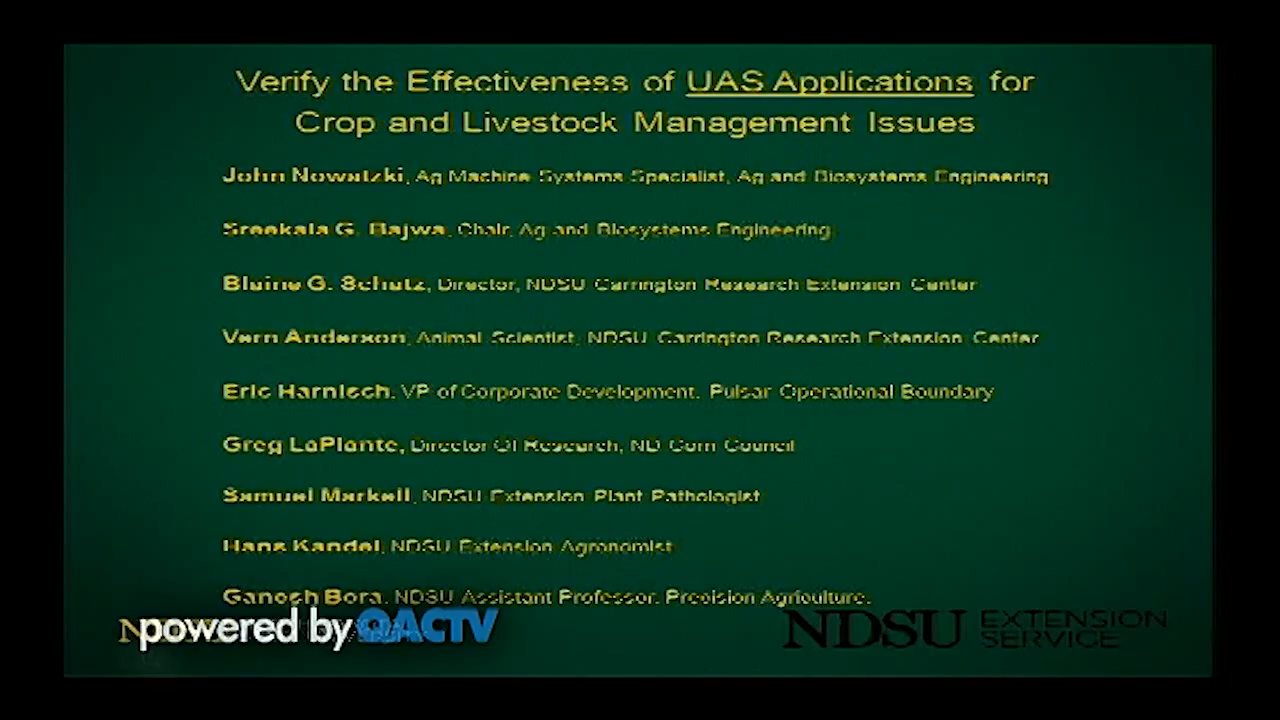 Verify the Effectiveness of UAS Applications for
Crop and Livestock Management Issues
John Nowatzki, Ag Machine Systems Specialist, Ag and Biosystems Engineering
Sreekala G. Bajwa, Chair, Ag and Biosystems Engineering
Blaine G. Schatz, Director, NDSU Carrington Research Extension Center
Vern Anderson, Animal Scientist, NDSU Carrington Research Extension Center
Eric Harnisch, VP of Corporate Development, Pulsar Operational Boundary
Greg LaPlante, Director Of Research, ND Corn Council
Samuel Markell, NDSU Extension Plant Pathologist
Hans Kandel, NDSU Extension Agronomist
Ganesh Bora, NDSU Assistant Professor, Precision Agriculture.
powered by
NDSU EXTENSION
SERVICE